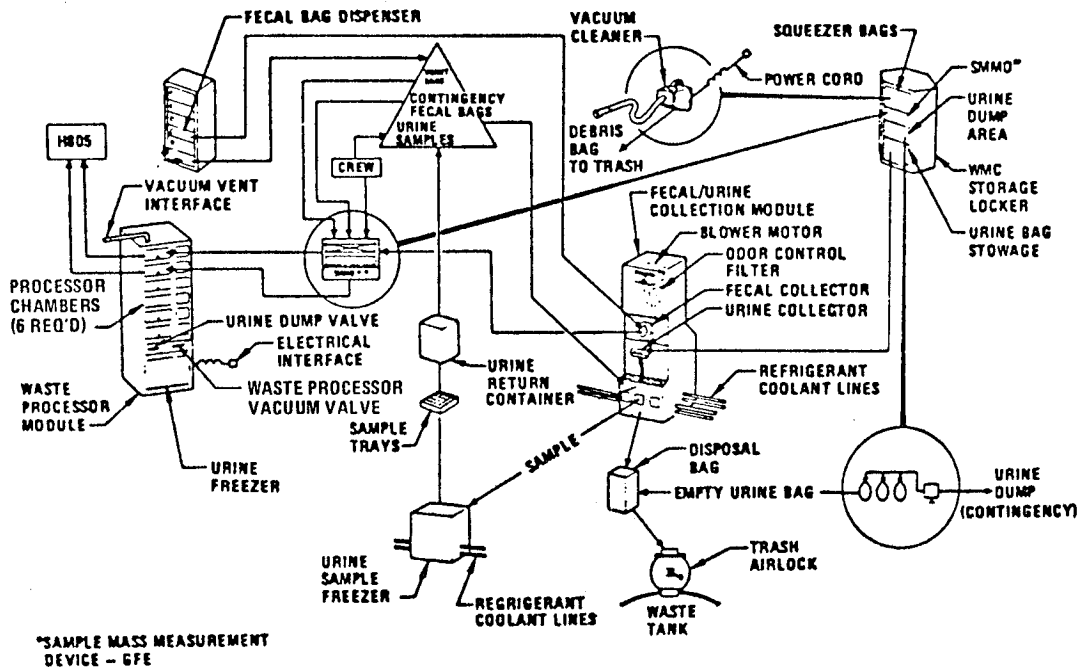 FECAL BAG DISPENSER
VACUUM
CLEANER
SQUEEZER BAGS
SMMD*
POWER CORD
URINE
DUMP
AREA
CONTINGENCY
FECAL BAGS
URINE
SAMPLES
DEBRIS
BAG
TO TRASH
CREW
VACUUM VENT
INTERFACE
WMC
STORAGE
LOCKER
FECAL/URINE
COLLECTION MODULE
BLOWER MOTOR
URINE BAG
STOWAGE
ODOR CONTROL
FILTER
FECAL COLLECTOR
URINE COLLECTOR
PROCESSOR
CHAMBERS
(6 REQ'D)
URINE DUMP VALVE
ELECTRICAL
INTERFACE
WASTE PROCESSOR
VACUUM VALVE
WASTE
PROCESSOR
MODULE
URINE
FREEZER
URINE
RETURN
CONTAINER
SAMPLE
TRAYS
REFRIGERANT
COOLANT LINES
SAMPLE
DISPOSAL
BAG
EMPTY URINE BAG
URINE
DUMP
(CONTINGENCY)
TRASH
AIRLOCK
URINE
SAMPLE
FREEZER
REGRIGERANT
COOLANT LINES
WASTE
TANK
*SAMPLE MASS MEASUREMENT
DEVICE – GFE